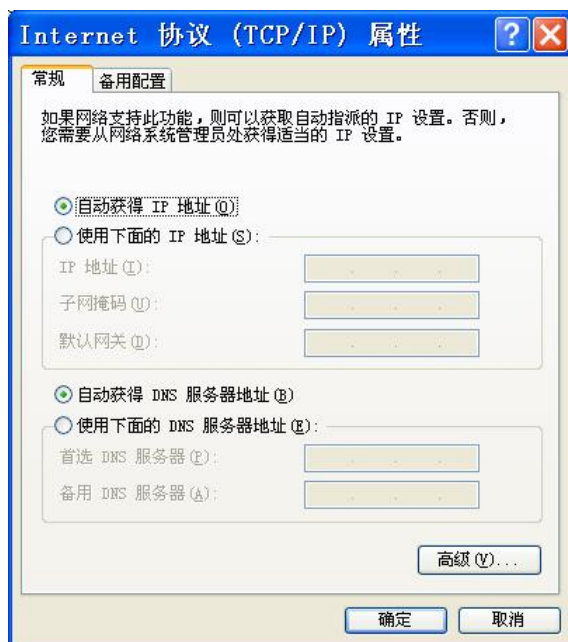 Internet 协议 (TCP/IP) 属性
常规 备用配置
如果网络支持此功能,则可以获取自动指派的 IP 设置。否则,
您需要从网络系统管理员处获得适当的 IP 设置。
自动获得 IP 地址(O)
使用下面的 IP 地址(S):
IP 地址(I):
子网掩码(U):
默认网关(D):
自动获得 DNS 服务器地址(B)
使用下面的 DNS 服务器地址(E):
首选 DNS 服务器(P):
备用 DNS 服务器(A):
高级(V)...
确定 取消